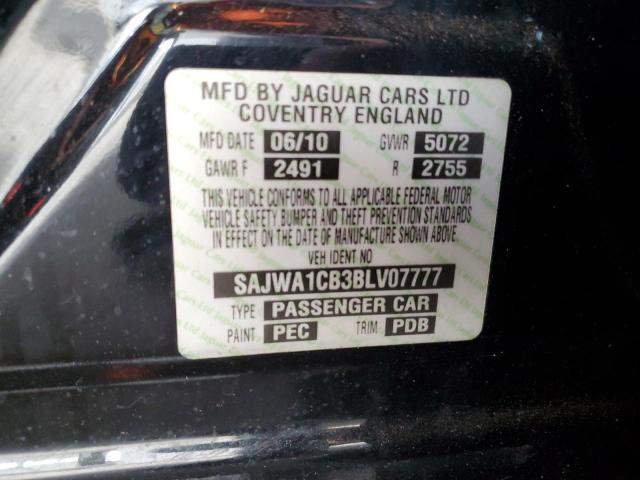 MFD BY JAGUAR CARS LTD
COVENTRY ENGLAND
MFD DATE 06/10 GVWR 5072
GAWR F 2491 R 2755
THIS VEHICLE CONFORMS TO ALL APPLICABLE FEDERAL MOTOR
VEHICLE SAFETY BUMPER AND THEFT PREVENTION STANDARDS
IN EFFECT ON THE DATE OF MANUFACTURE SHOWN ABOVE.
VEH IDENT NO
SAJWA1CB3BLV07777
TYPE PASSENGER CAR
PAINT PEC TRIM PDB